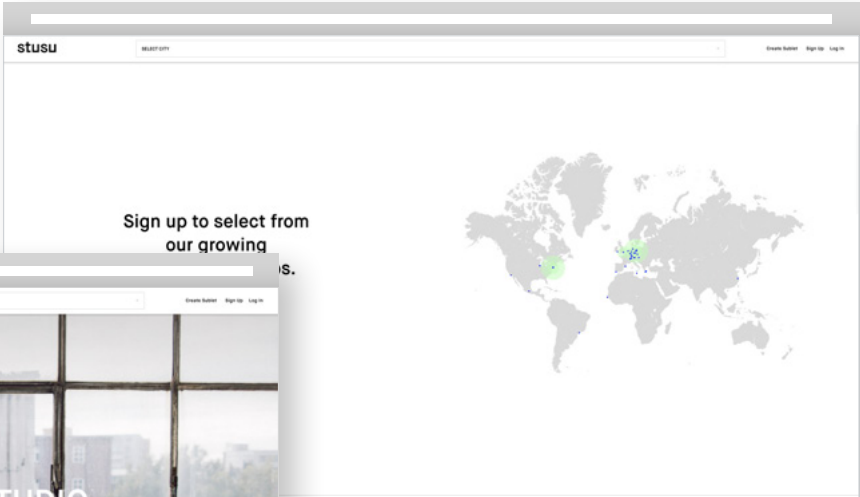 stusu
SELECT CITY
Create Sublet Sign Up Log In
Sign up to select from
our growing
Create Sublet Sign Up Log In